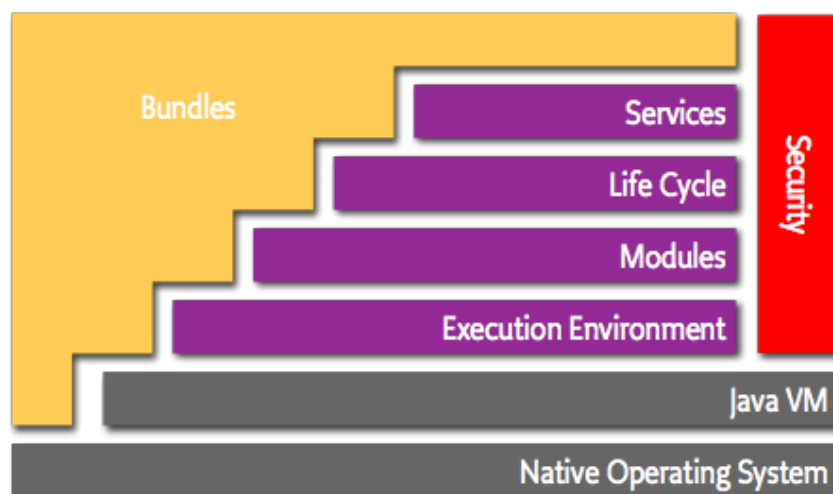 Bundles
Services
Life Cycle
Modules
Execution Environment
Security
Java VM
Native Operating System